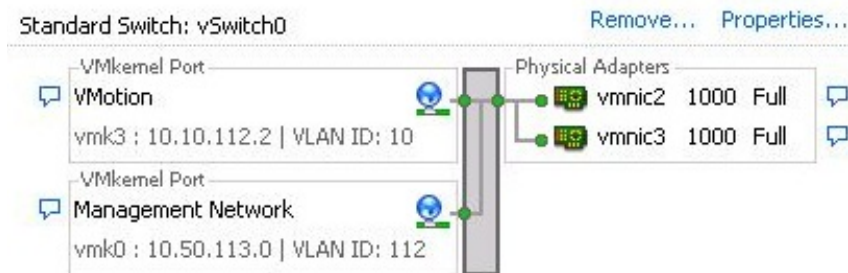 Standard Switch: vSwitch0 Remove... Properties...
VMkernel Port
VMotion
vmk3 : 10.10.112.2 | VLAN ID: 10
VMkernel Port
Management Network
vmk0 : 10.50.113.0 | VLAN ID: 112
Physical Adapters
vmnic2 1000 Full
vmnic3 1000 Full